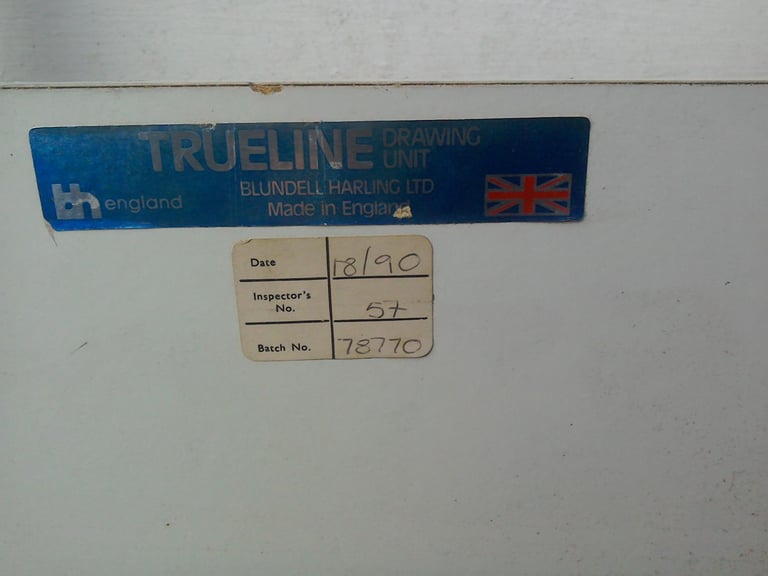 TRUELINE DRAWING UNIT
BLUNDELL HARLING LTD
bh england Made in England
Date 18/90
Inspector's No. 57
Batch No. 78770